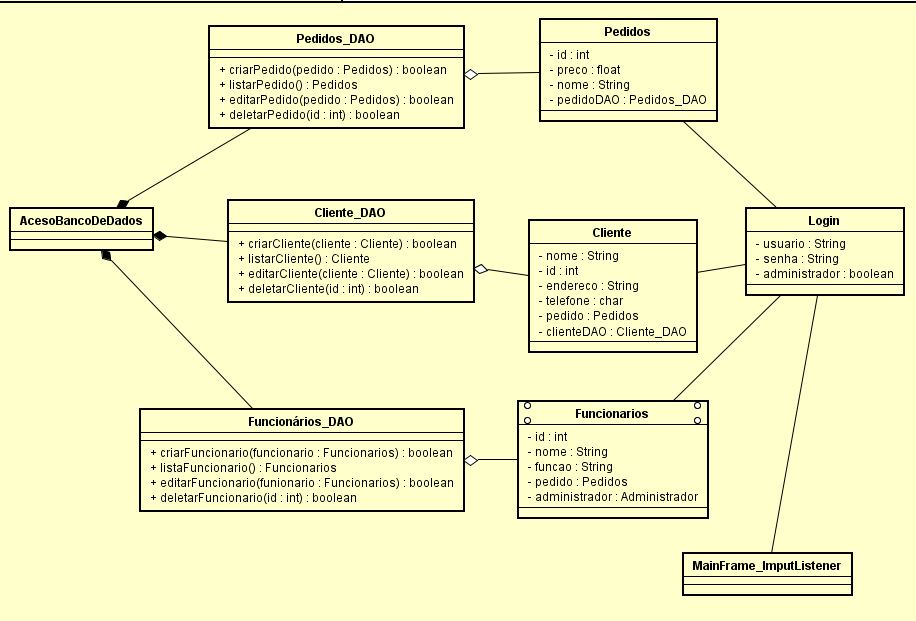 Pedidos_DAO
+ criarPedido(pedido : Pedidos) : boolean
+ listarPedido() : Pedidos
+ editarPedido(pedido : Pedidos) : boolean
+ deletarPedido(id : int) : boolean
Pedidos
- id : int
- preco : float
- nome : String
- pedidoDAO : Pedidos_DAO
AcesoBancoDeDados
Cliente_DAO
+ criarCliente(cliente : Cliente) : boolean
+ listarCliente() : Cliente
+ editarCliente(cliente : Cliente) : boolean
+ deletarCliente(id : int) : boolean
Cliente
- nome : String
- id : int
- endereco : String
- telefone : char
- pedido : Pedidos
- clienteDAO : Cliente_DAO
Login
- usuario : String
- senha : String
- administrador : boolean
Funcionários_DAO
+ criarFuncionario(funcionario : Funcionarios) : boolean
+ listaFuncionario() : Funcionarios
+ editarFuncionario(funionario : Funcionarios) : boolean
+ deletarFuncionario(id : int) : boolean
Funcionarios
- id : int
- nome : String
- funcao : String
- pedido : Pedidos
- administrador : Administrador
MainFrame_ImputListener